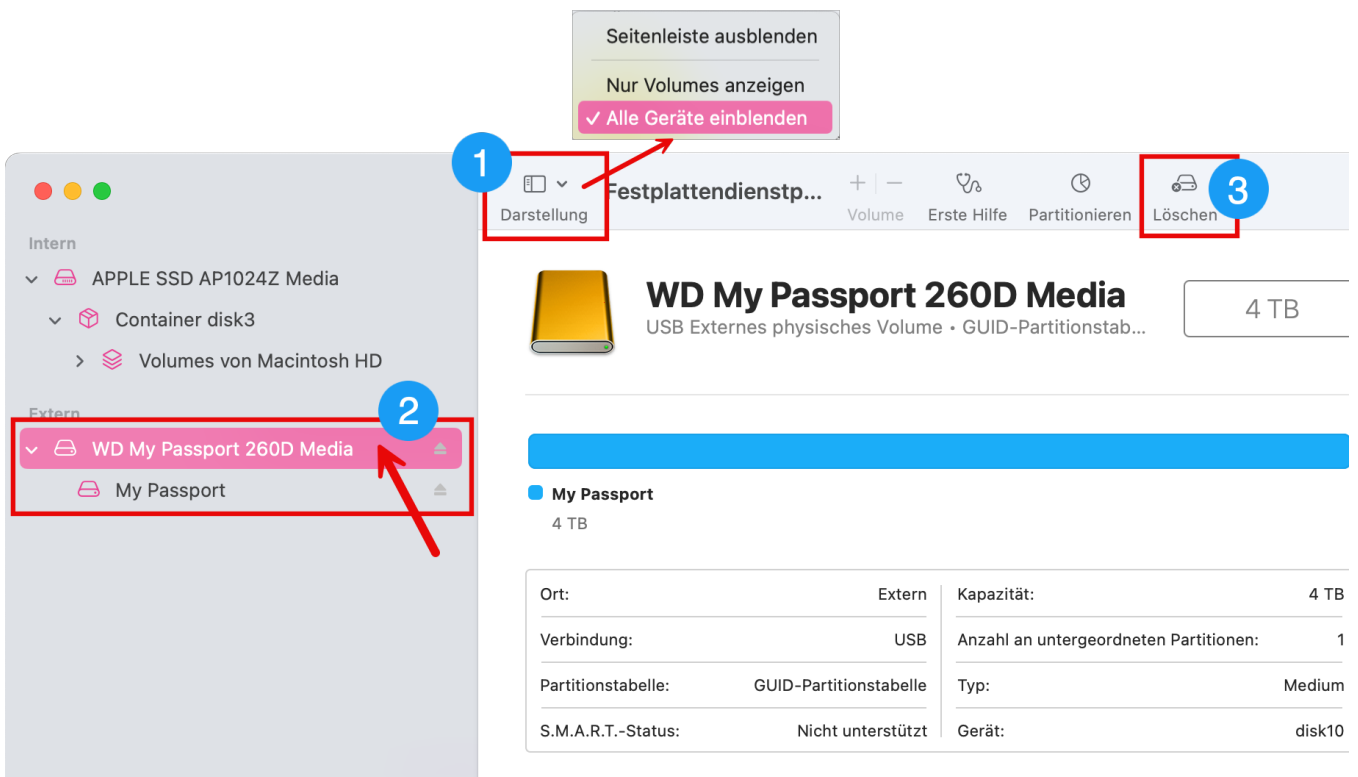 Seitenleiste ausblenden
Nur Volumes anzeigen
✓ Alle Geräte einblenden
1
Darstellung
Festplattendienstp...
Volume
Erste Hilfe
Partitionieren
Löschen
3
Intern
APPLE SSD AP1024Z Media
Container disk3
Volumes von Macintosh HD
Extern
2
WD My Passport 260D Media
My Passport
WD My Passport 260D Media
USB Externes physisches Volume • GUID-Partitionstab...
4 TB
My Passport
4 TB
Ort: Extern
Verbindung: USB
Partitionstabelle: GUID-Partitionstabelle
S.M.A.R.T.-Status: Nicht unterstützt
Kapazität: 4 TB
Anzahl an untergeordneten Partitionen: 1
Typ: Medium
Gerät: disk10